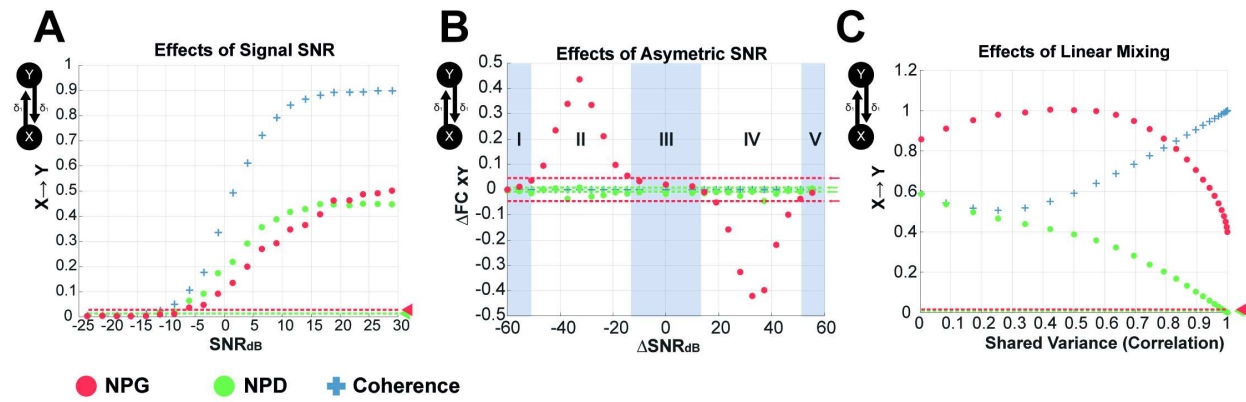 A
Effects of Signal SNR
Y
δ₁ δ₁
X
X→ Y
1
0.9
0.8
0.7
0.6
0.5
0.4
0.3
0.2
0.1
0
-25 -20 -15 -10 -5 0 5 10 15 20 25 30
SNRdB
B
Effects of Asymetric SNR
Y
δ₁ δ₁
X
ΔFC XY
0.5
0.4
0.3
0.2
0.1
0
-0.1
-0.2
-0.3
-0.4
-0.5
I II III IV V
-60 -40 -20 0 20 40 60
ΔSNRdB
C
Effects of Linear Mixing
Y
δ₁ δ₁
X
X→ Y
1.2
1
0.8
0.6
0.4
0.2
0
0 0.1 0.2 0.3 0.4 0.5 0.6 0.7 0.8 0.9 1
Shared Variance (Correlation)
NPG NPD Coherence